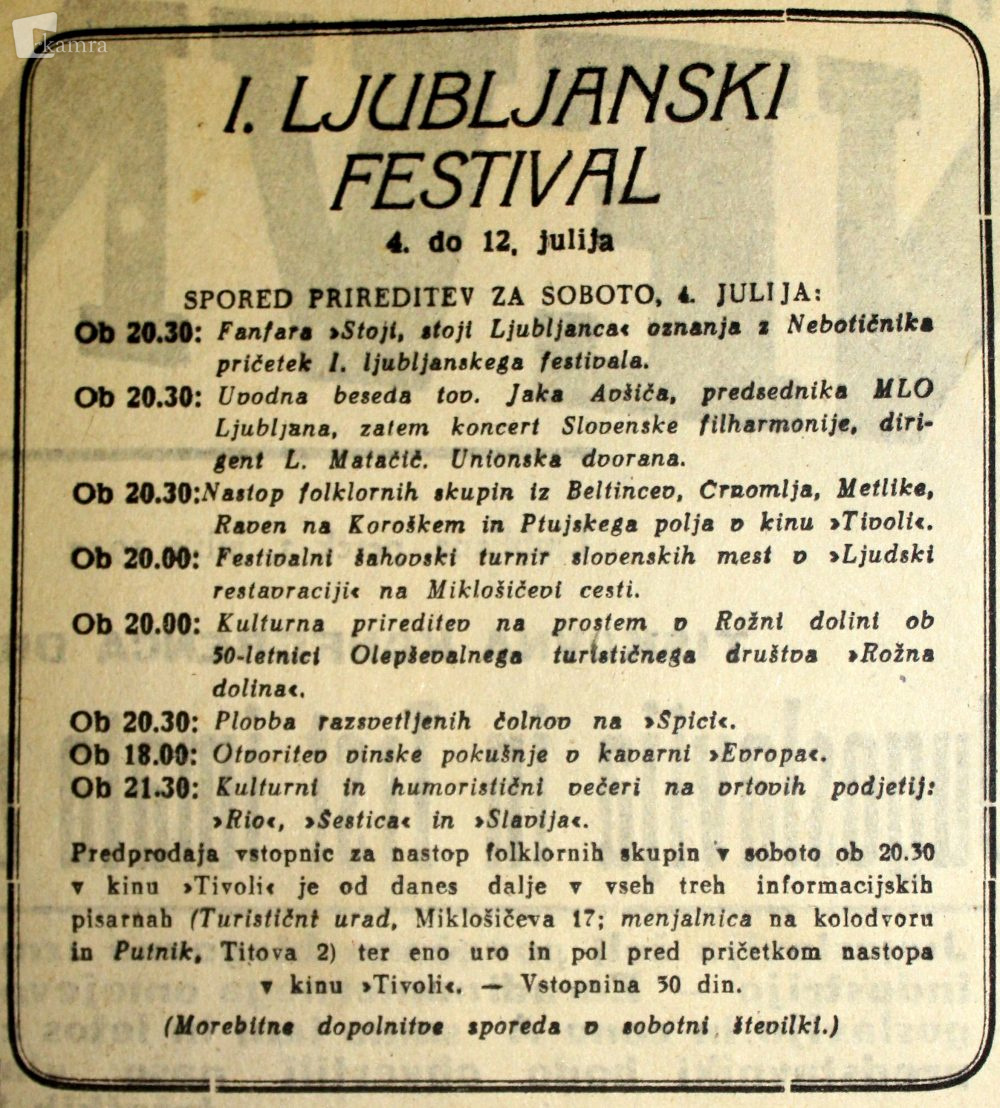 kamra
I. LJUBLJANSKI
FESTIVAL
4. do 12. julija
SPORED PRIREDITEV ZA SOBOTO, 4. JULIJA:
Ob 20.30: Fanfara »Stoji, stoji Ljubljanca« oznanja z Nebotičnika
pričetek I. ljubljanskega festivala.
Ob 20.30: Uvodna beseda tov. Jaka Avšiča, predsednika MLO
Ljubljana, zatem koncert Slovenske filharmonije, diri-
gent L. Matačič. Unionska dvorana.
Ob 20.30: Nastop folklornih skupin iz Beltincev, Črnomlja, Metlike,
Raven na Koroškem in Ptujskega polja v kinu »Tivoli«.
Ob 20.00: Festivalni šahovski turnir slovenskih mest v »Ljudski
restavraciji« na Miklošičevi cesti.
Ob 20.00: Kulturna prireditev na prostem v Rožni dolini ob
50-letnici Olepševalnega turističnega društva »Rožna
dolina«.
Ob 20.30: Plovba razsvetljenih čolnov na »Špici«.
Ob 18.00: Otvoritev vinske pokušnje v kavarni »Evropa«.
Ob 21.30: Kulturni in humoristični večeri na vrtovih podjetij:
»Rio«, »Šestica« in »Slavija«.
Predprodaja vstopnic za nastop folklornih skupin v soboto ob 20.30
v kinu »Tivoli« je od danes dalje v vseh treh informacijskih
pisarnah (Turistični urad, Miklošičeva 17; menjalnica na kolodvoru
in Putnik, Titova 2) ter eno uro in pol pred pričetkom nastopa
v kinu »Tivoli«. — Vstopnina 30 din.
(Morebitne dopolnitve sporeda v sobotni številki.)